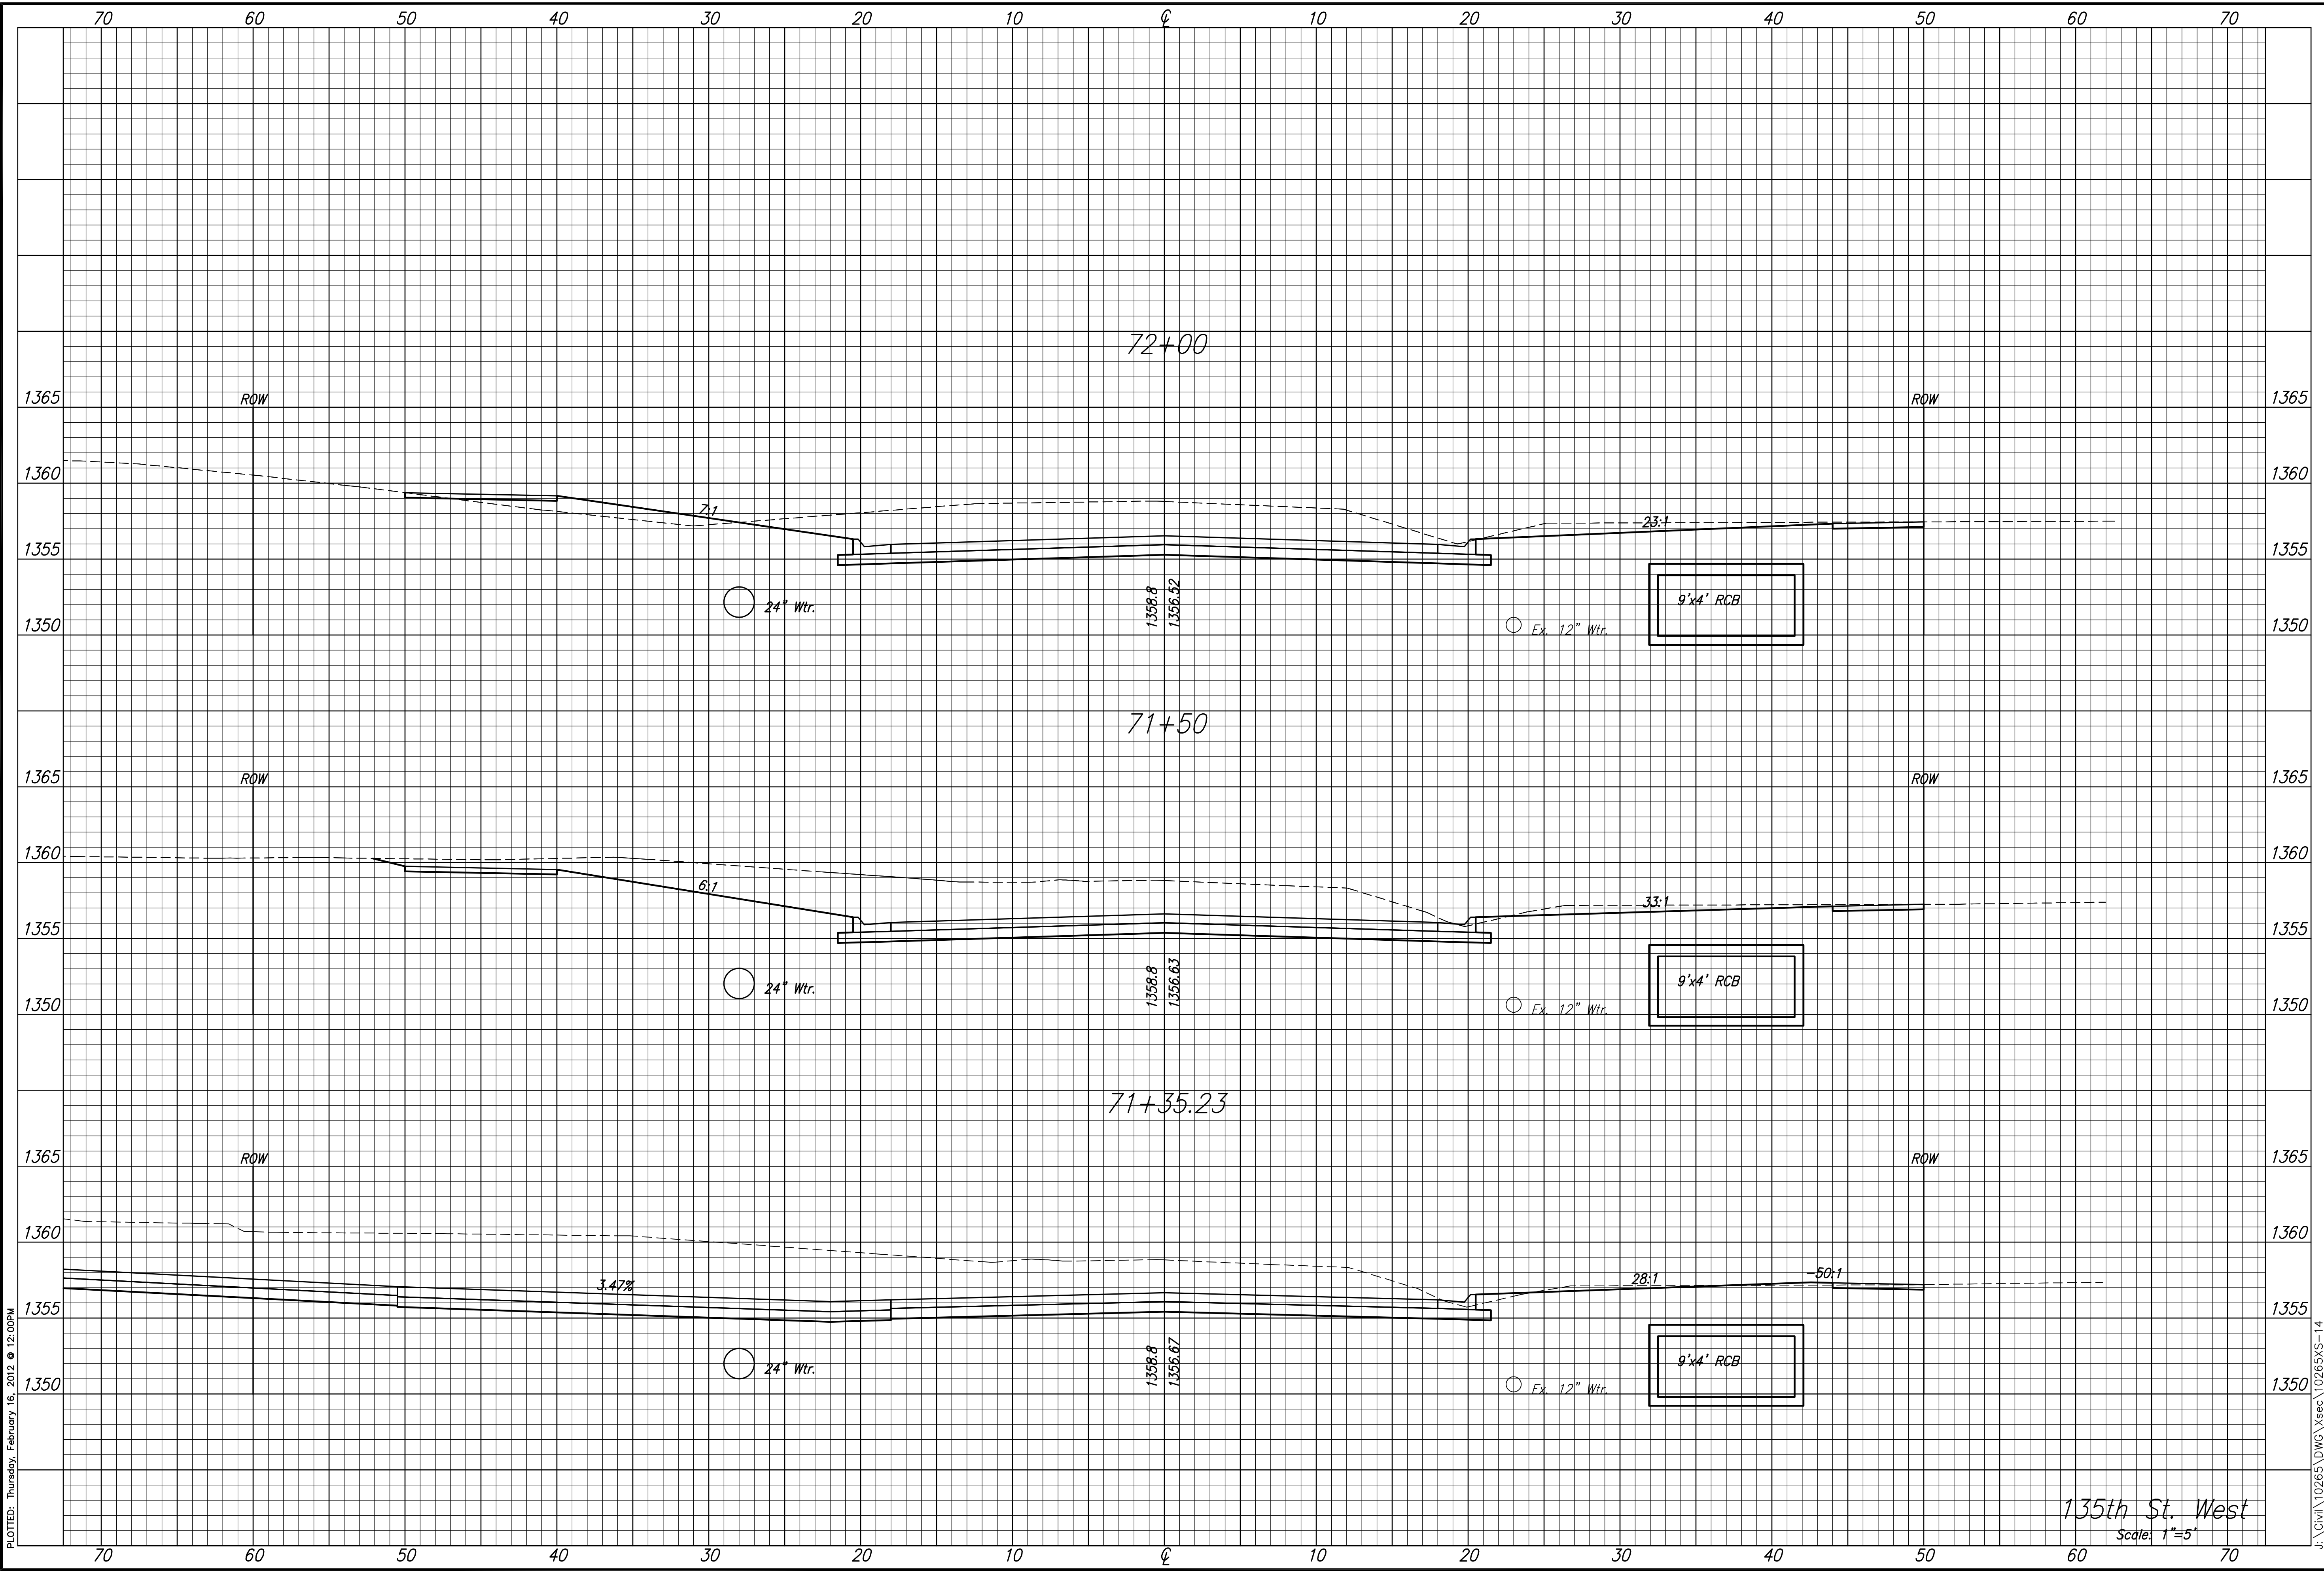 70 60 50 40 30 20 10 ℄ 10 20 30 40 50 60 70
72+00
1365 ROW ROW 1365
1360 1360
7:1 23:1
1355 1355
24" Wtr. 1358.8 1356.52 9'x4' RCB
1350 Ex. 12" Wtr. 1350
71+50
1365 ROW ROW 1365
1360 1360
6:1 33:1
1355 1355
24" Wtr. 1358.8 1356.63 9'x4' RCB
1350 Ex. 12" Wtr. 1350
71+35.23
1365 ROW ROW 1365
1360 1360
3.47% 28:1 -50:1
1355 1355
24" Wtr. 1358.8 1356.67 9'x4' RCB
1350 Ex. 12" Wtr. 1350
135th St. West
Scale: 1"=5'
70 60 50 40 30 20 10 ℄ 10 20 30 40 50 60 70
PLOTTED: Thursday, February 16, 2012 @ 12:00PM
J:\Civil\10265\DWG\Xsec\10265XS-14